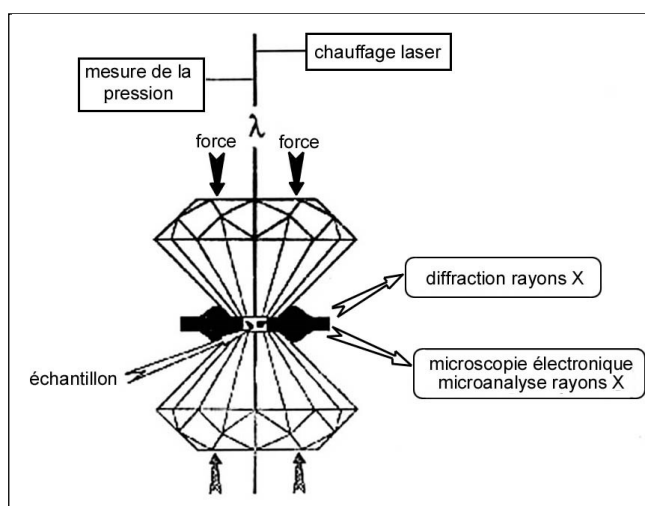 chauffage laser
mesure de la
pression
λ
force force
diffraction rayons X
échantillon
microscopie électronique
microanalyse rayons X